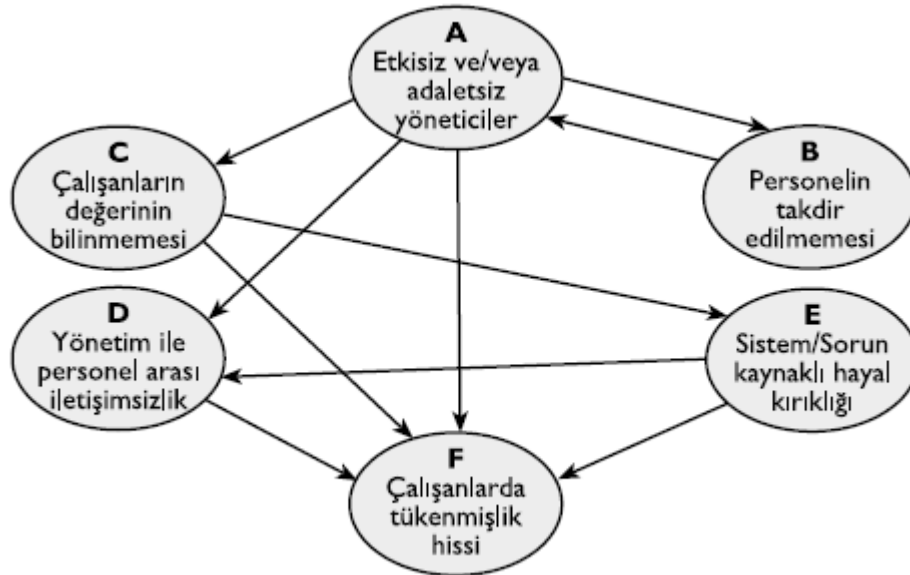 A
Etkisiz ve/veya
adaletsiz
yöneticiler
B
Personelin
takdir
edilmemesi
C
Çalışanların
değerinin
bilinmemesi
D
Yönetim ile
personel arası
iletişimsizlik
E
Sistem/Sorun
kaynaklı hayal
kırıklığı
F
Çalışanlarda
tükenmişlik
hissi